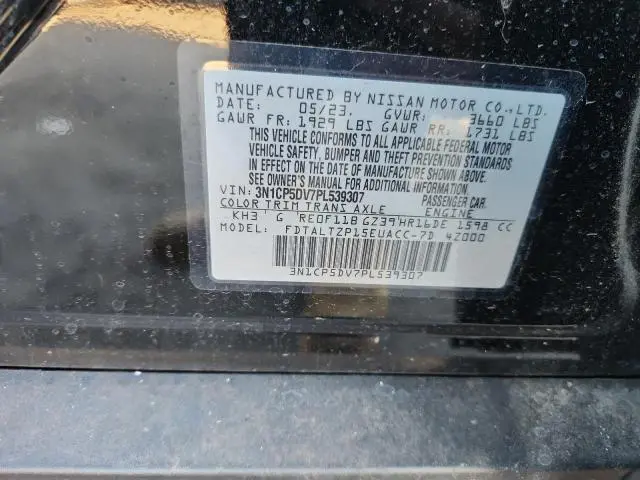 MANUFACTURED BY NISSAN MOTOR CO.,LTD.
DATE: 05/23. GVWR: 3660 LBS
GAWR FR: 1929 LBS GAWR RR: 1731 LBS
THIS VEHICLE CONFORMS TO ALL APPLICABLE FEDERAL MOTOR
VEHICLE SAFETY, BUMPER AND THEFT PREVENTION STANDARDS
IN EFFECT ON THE DATE OF MANUFACTURE SHOWN ABOVE.
SEE OWNER'S MANUAL FOR ADDITIONAL INFORMATION
VIN: 3N1CP5DV7PL539307 PASSENGER CAR.
COLOR TRIM TRANS AXLE ENGINE
KH3 G RE0F11B GZ39 HR16DE 1598 CC
MODEL: FDTALTZP15EUACC-7D 42000
3N1CP5DV7PL539307